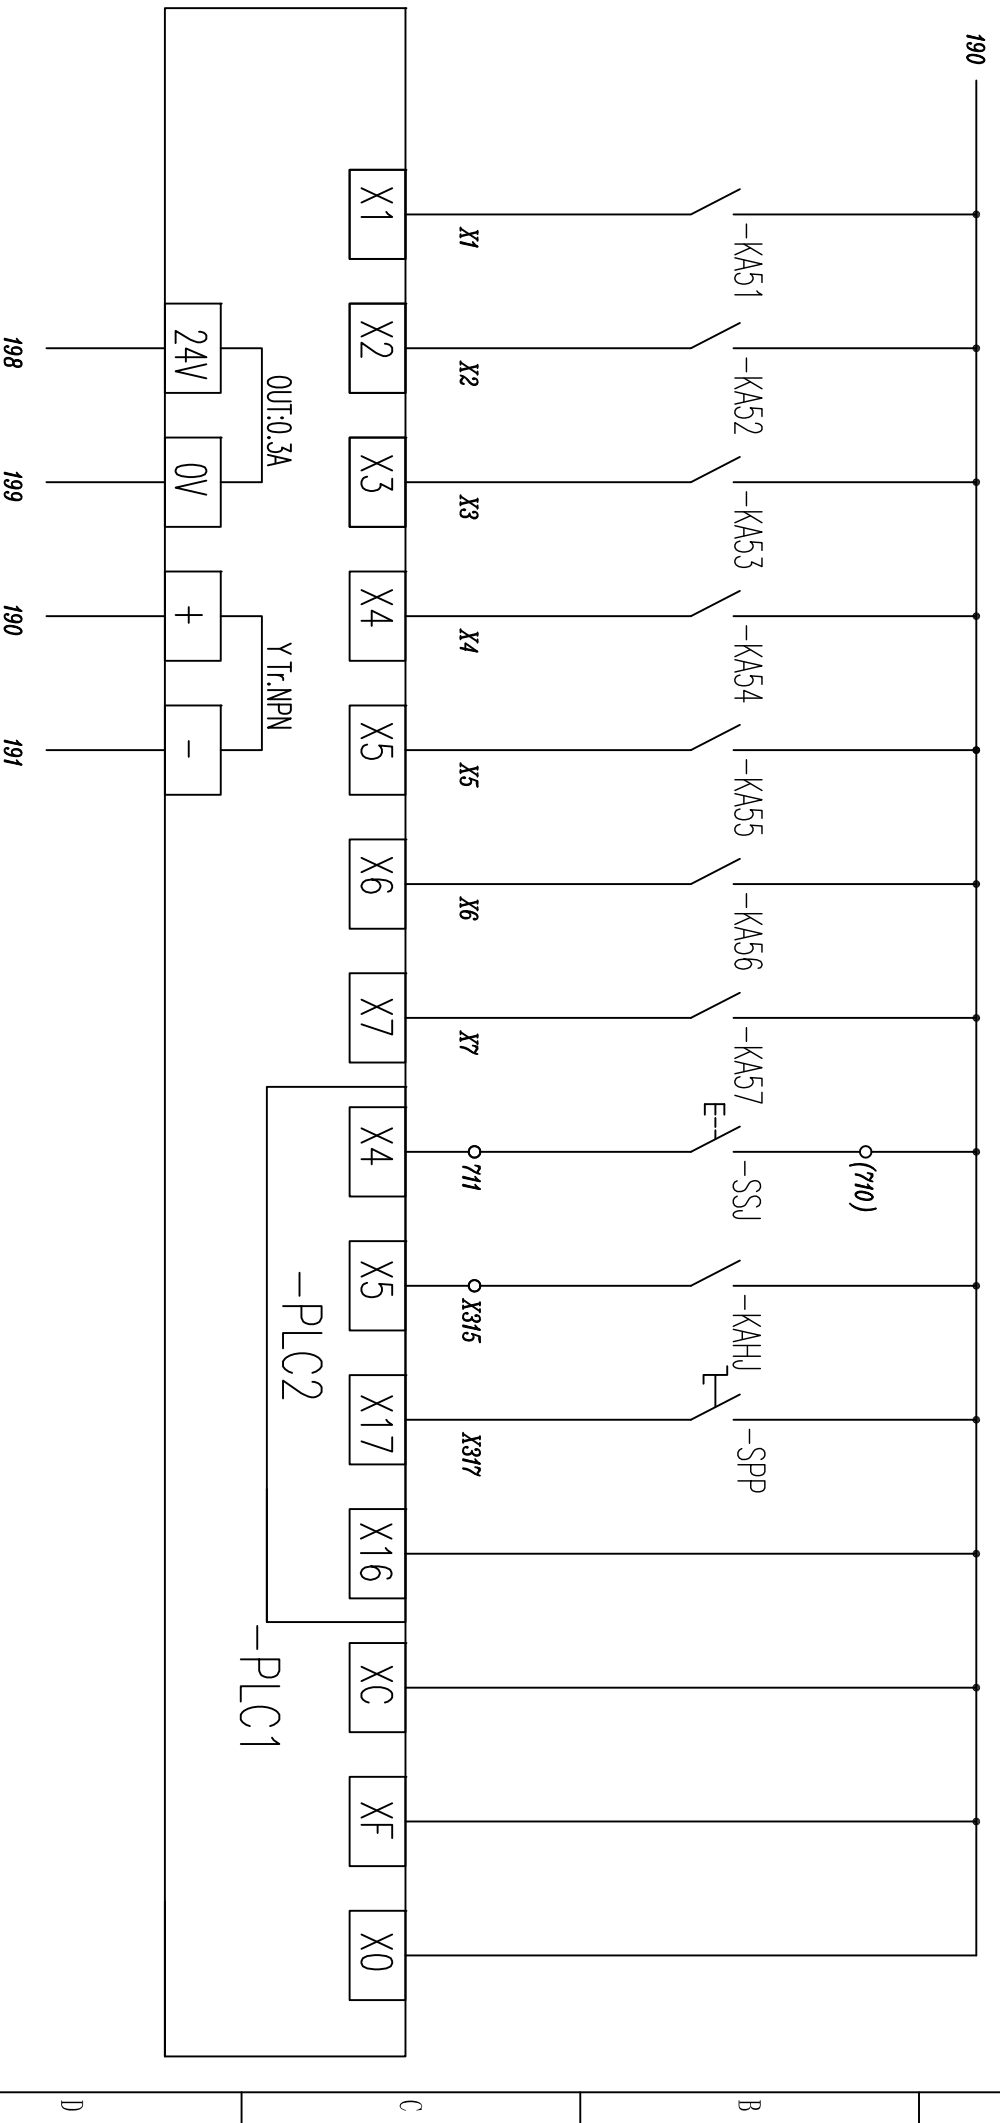 190
-KA51
-KA52
-KA53
-KA54
-KA55
-KA56
-KA57
-SSJ
(710)
-KAHJ
-SPP
X1
X2
X3
X4
X5
X6
X7
711
X315
X317
X1
X2
X3
X4
X5
X6
X7
X4
X5
X17
X16
XC
XF
X0
-PLC2
-PLC1
OUT:0.3A
Y Tr.NPN
24V
0V
+
-
198
199
190
191
B
C
D